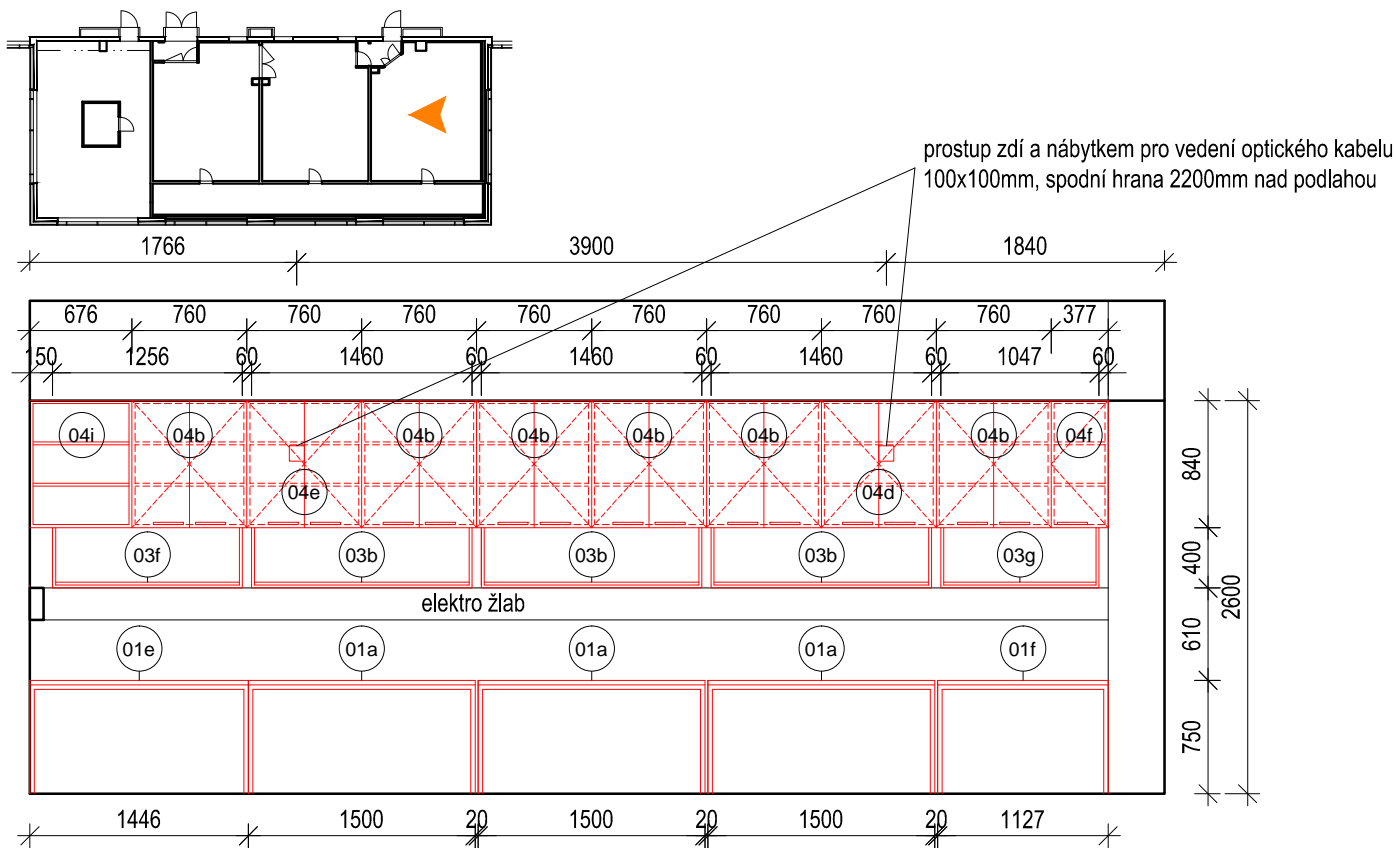 prostup zdí a nábytkem pro vedení optického kabelu
100x100mm, spodní hrana 2200mm nad podlahou
1766 3900 1840
676 760 760 760 760 760 760 760 760 377
150 1256 60 1460 60 1460 60 1460 60 1047 60
04i 04b 04b 04b 04b 04b 04b 04f
04e 04d
840
03f 03b 03b 03b 03g
400
2600
elektro žlab
610
01e 01a 01a 01a 01f
750
1446 1500 20 1500 20 1500 20 1127